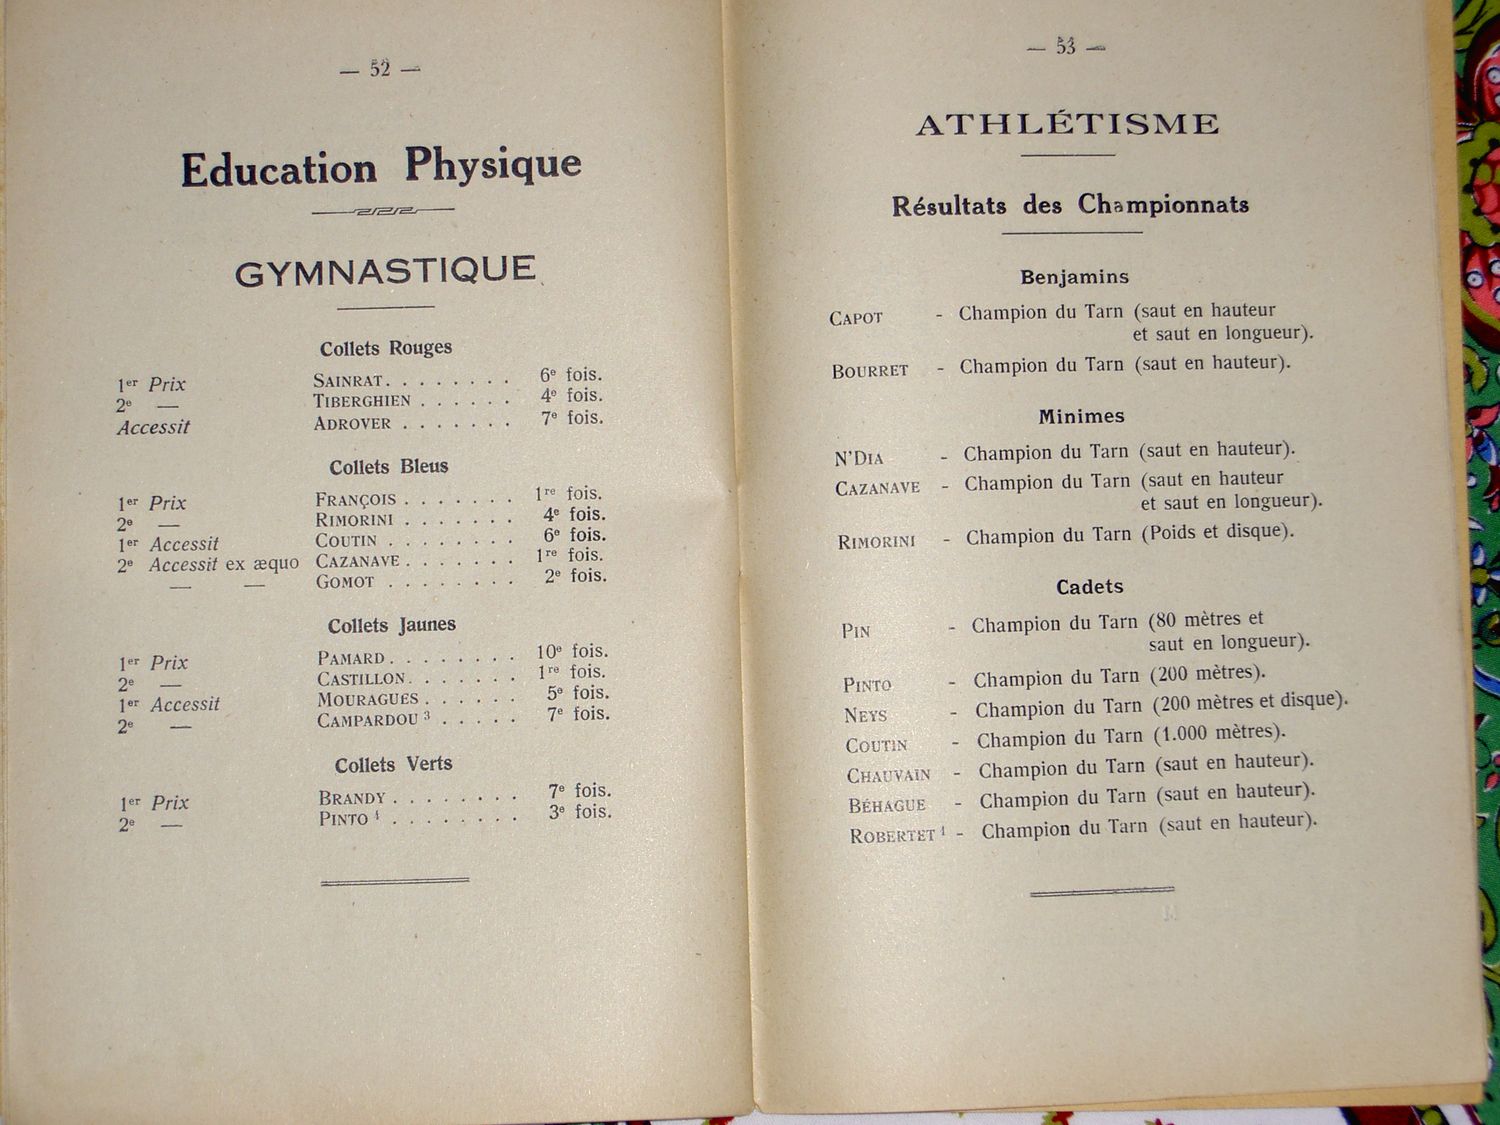 — 52 —
Education Physique
GYMNASTIQUE
Collets Rouges
1er Prix SAINRAT. . . . . . . . 6e fois.
2e — TIBERGHIEN . . . . . . 4e fois.
Accessit ADROVER . . . . . . . 7e fois.
Collets Bleus
1er Prix FRANÇOIS . . . . . . . 1re fois.
2e — RIMORINI . . . . . . . 4e fois.
1er Accessit COUTIN . . . . . . . . 6e fois.
2e Accessit ex æquo CAZANAVE . . . . . . . 1re fois.
— — GOMOT . . . . . . . . 2e fois.
Collets Jaunes
1er Prix PAMARD . . . . . . . . 10e fois.
2e — CASTILLON. . . . . . . 1re fois.
1er Accessit MOURAGUES . . . . . . 5e fois.
2e — CAMPARDOU 3 . . . . . 7e fois.
Collets Verts
1er Prix BRANDY . . . . . . . . 7e fois.
2e — PINTO 1 . . . . . . . . 3e fois.
— 53 —
ATHLÉTISME
Résultats des Championnats
Benjamins
CAPOT - Champion du Tarn (saut en hauteur
et saut en longueur).
BOURRET - Champion du Tarn (saut en hauteur).
Minimes
N'DIA - Champion du Tarn (saut en hauteur).
CAZANAVE - Champion du Tarn (saut en hauteur
et saut en longueur).
RIMORINI - Champion du Tarn (Poids et disque).
Cadets
PIN - Champion du Tarn (80 mètres et
saut en longueur).
PINTO - Champion du Tarn (200 mètres).
NEYS - Champion du Tarn (200 mètres et disque).
COUTIN - Champion du Tarn (1.000 mètres).
CHAUVAIN - Champion du Tarn (saut en hauteur).
BÉHAGUE - Champion du Tarn (saut en hauteur).
ROBERTET 1 - Champion du Tarn (saut en hauteur).